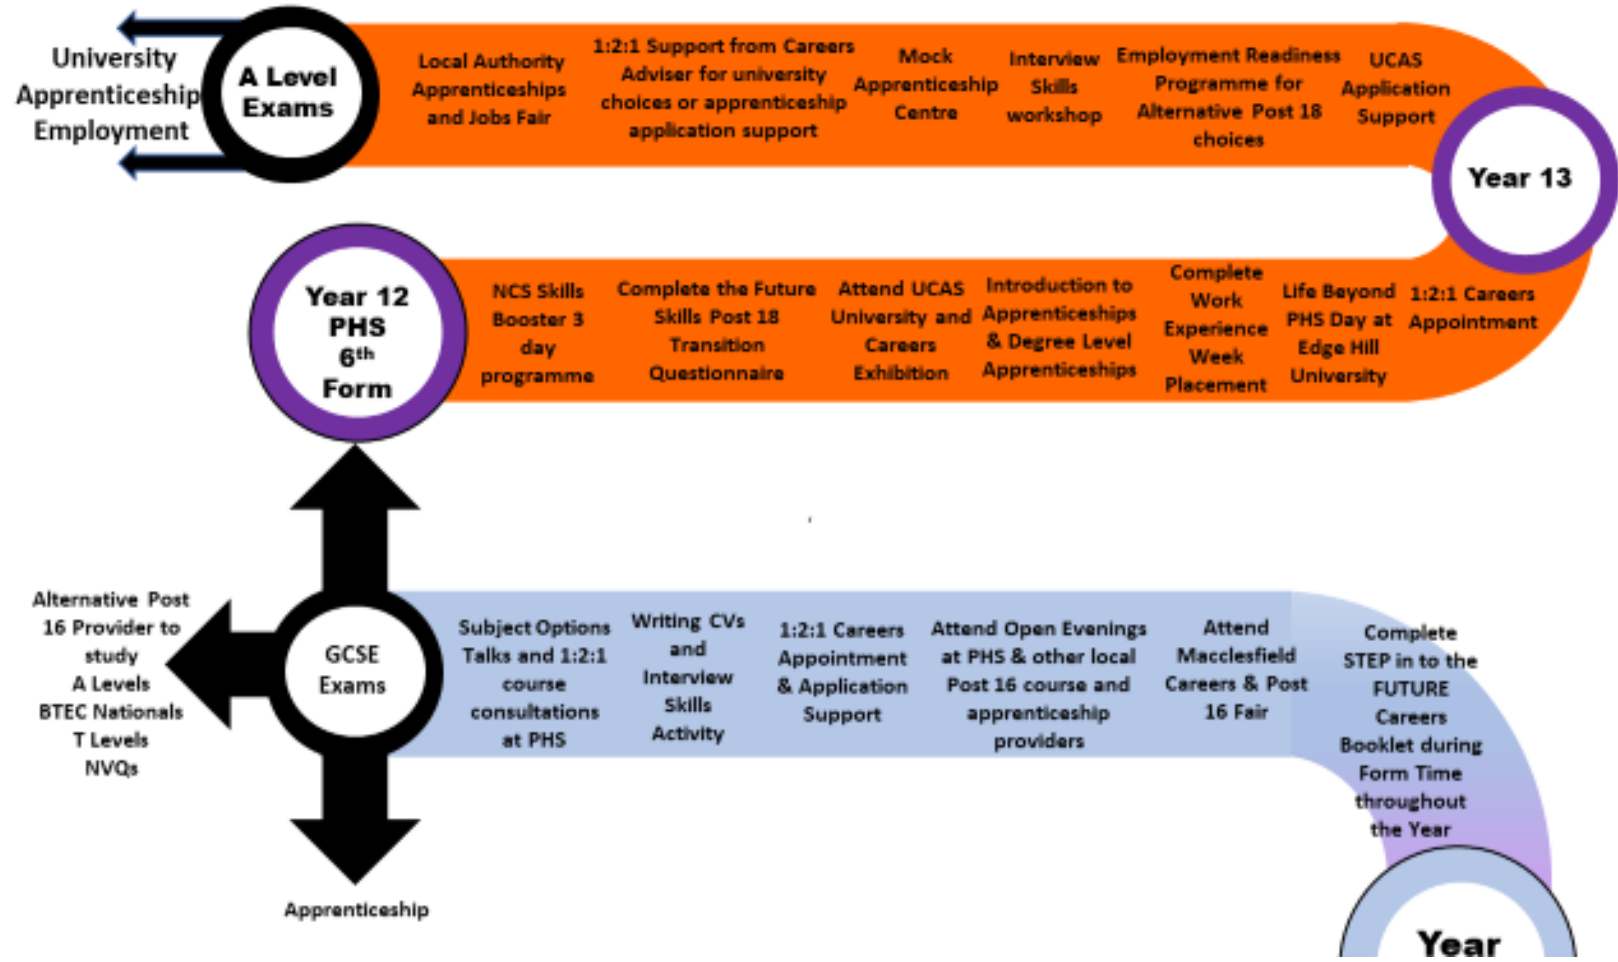 University
Apprenticeship
Employment
A Level
Exams
Local Authority
Apprenticeships
and Jobs Fair
1:2:1 Support from Careers
Adviser for university
choices or apprenticeship
application support
Mock
Apprenticeship
Centre
Interview
Skills
workshop
Employment Readiness
Programme for
Alternative Post 18
choices
UCAS
Application
Support
Year 13
Year 12
PHS
6th
Form
NCS Skills
Booster 3
day
programme
Complete the Future
Skills Post 18
Transition
Questionnaire
Attend UCAS
University and
Careers
Exhibition
Introduction to
Apprenticeships
& Degree Level
Apprenticeships
Complete
Work
Experience
Week
Placement
Life Beyond
PHS Day at
Edge Hill
University
1:2:1 Careers
Appointment
Alternative Post
16 Provider to
study
A Levels
BTEC Nationals
T Levels
NVQs
GCSE
Exams
Apprenticeship
Subject Options
Talks and 1:2:1
course
consultations
at PHS
Writing CVs
and
Interview
Skills
Activity
1:2:1 Careers
Appointment
& Application
Support
Attend Open Evenings
at PHS & other local
Post 16 course and
apprenticeship
providers
Attend
Macclesfield
Careers & Post
16 Fair
Complete
STEP in to the
FUTURE
Careers
Booklet during
Form Time
throughout
the Year
Year